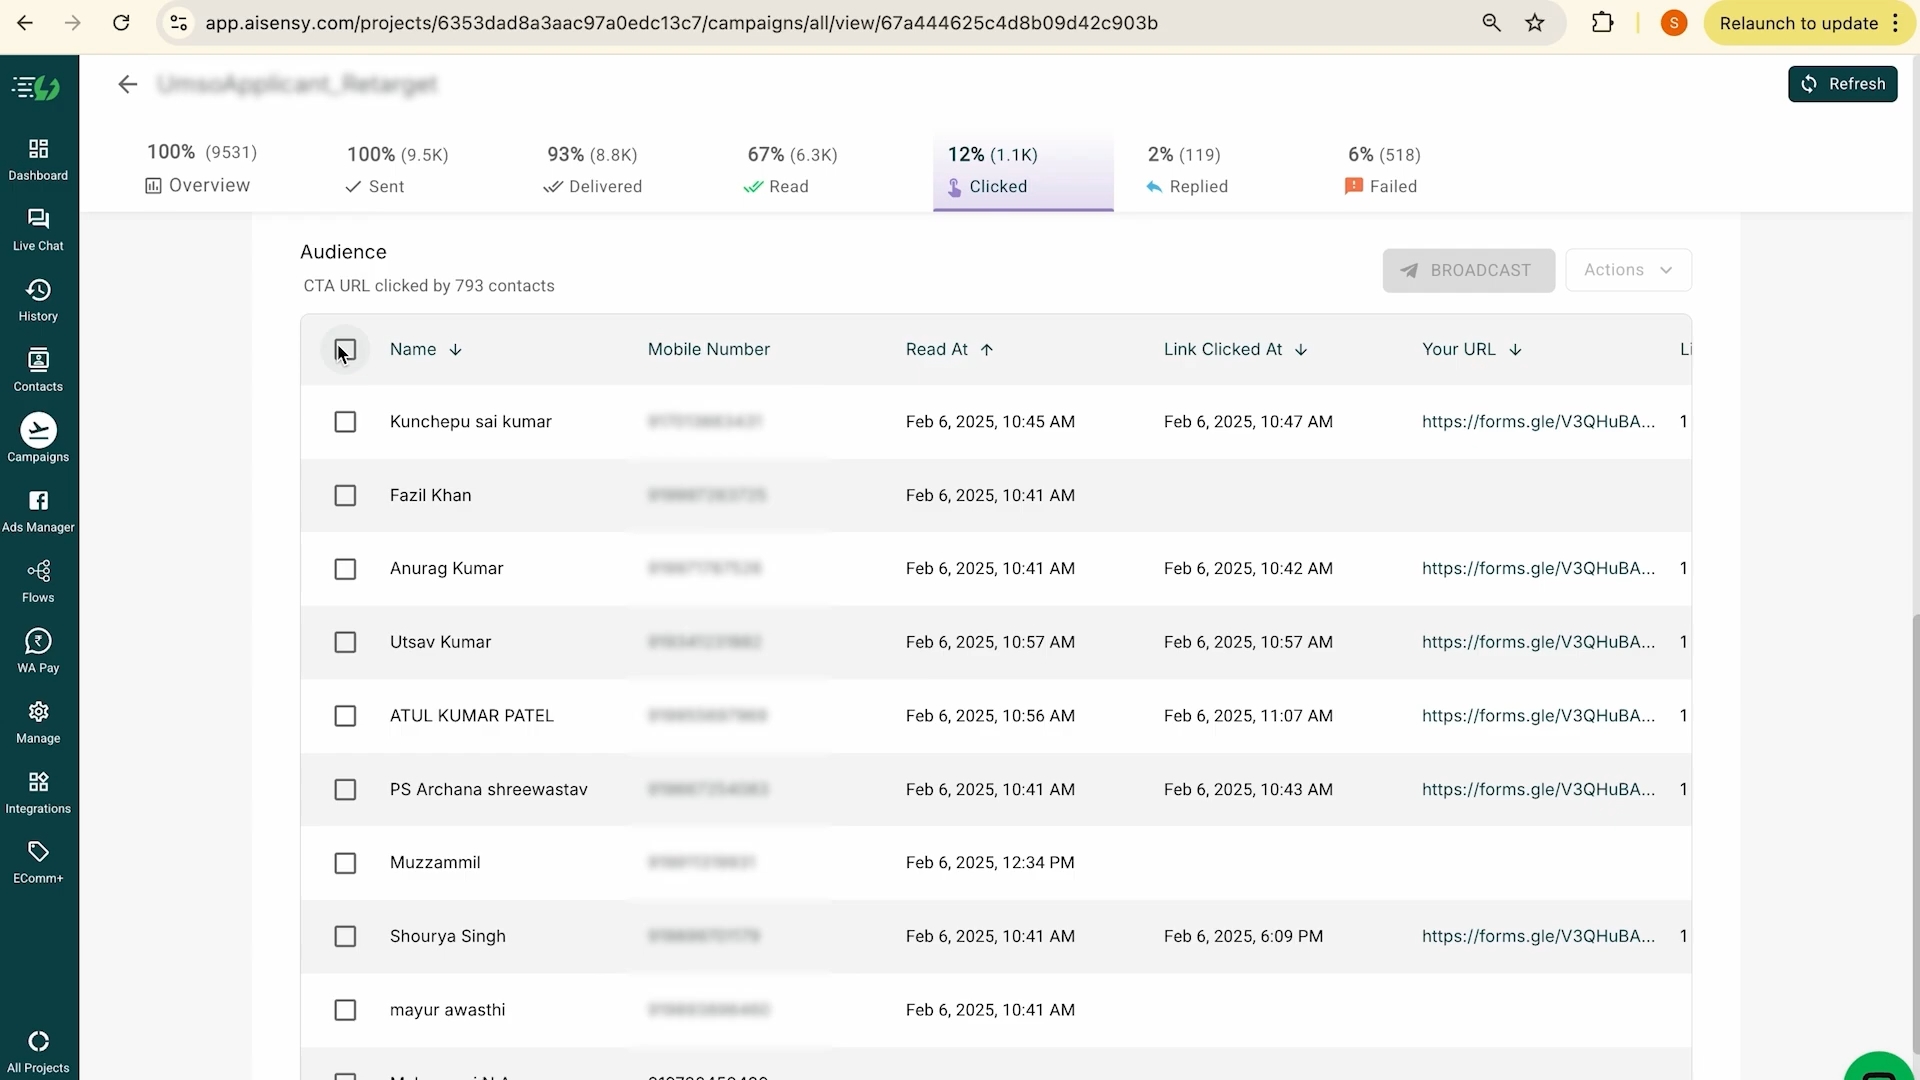 app.aisensy.com/projects/6353dad8a3aac97a0edc13c7/campaigns/all/view/67a444625c4d8b09d42c903b
S
Relaunch to update
UmsoApplicant_Retarget
Refresh
100% (9531)
Overview
100% (9.5K)
Sent
93% (8.8K)
Delivered
67% (6.3K)
Read
12% (1.1K)
Clicked
2% (119)
Replied
6% (518)
Failed
Dashboard
Live Chat
History
Contacts
Campaigns
Ads Manager
Flows
WA Pay
Manage
Integrations
EComm+
All Projects
Audience
CTA URL clicked by 793 contacts
BROADCAST
Actions
Name Mobile Number Read At Link Clicked At Your URL Li
Kunchepu sai kumar Feb 6, 2025, 10:45 AM Feb 6, 2025, 10:47 AM https://forms.gle/V3QHuBA... 1
Fazil Khan Feb 6, 2025, 10:41 AM
Anurag Kumar Feb 6, 2025, 10:41 AM Feb 6, 2025, 10:42 AM https://forms.gle/V3QHuBA... 1
Utsav Kumar Feb 6, 2025, 10:57 AM Feb 6, 2025, 10:57 AM https://forms.gle/V3QHuBA... 1
ATUL KUMAR PATEL Feb 6, 2025, 10:56 AM Feb 6, 2025, 11:07 AM https://forms.gle/V3QHuBA... 1
PS Archana shreewastav Feb 6, 2025, 10:41 AM Feb 6, 2025, 10:43 AM https://forms.gle/V3QHuBA... 1
Muzzammil Feb 6, 2025, 12:34 PM
Shourya Singh Feb 6, 2025, 10:41 AM Feb 6, 2025, 6:09 PM https://forms.gle/V3QHuBA... 1
mayur awasthi Feb 6, 2025, 10:41 AM